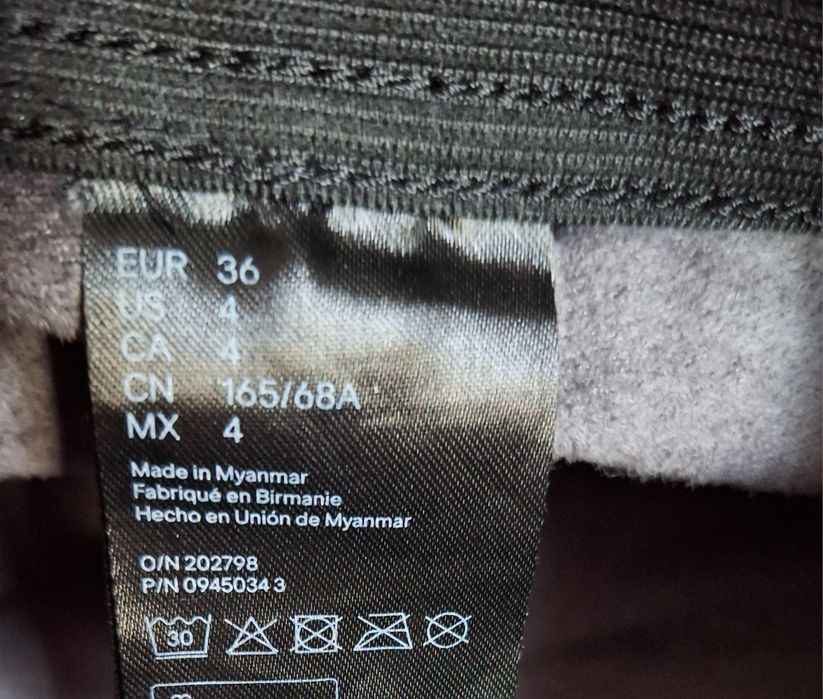 EUR 36
US 4
CA 4
CN 165/68A
MX 4
Made in Myanmar
Fabriqué en Birmanie
Hecho en Unión de Myanmar
O/N 202798
P/N 0945034 3
30